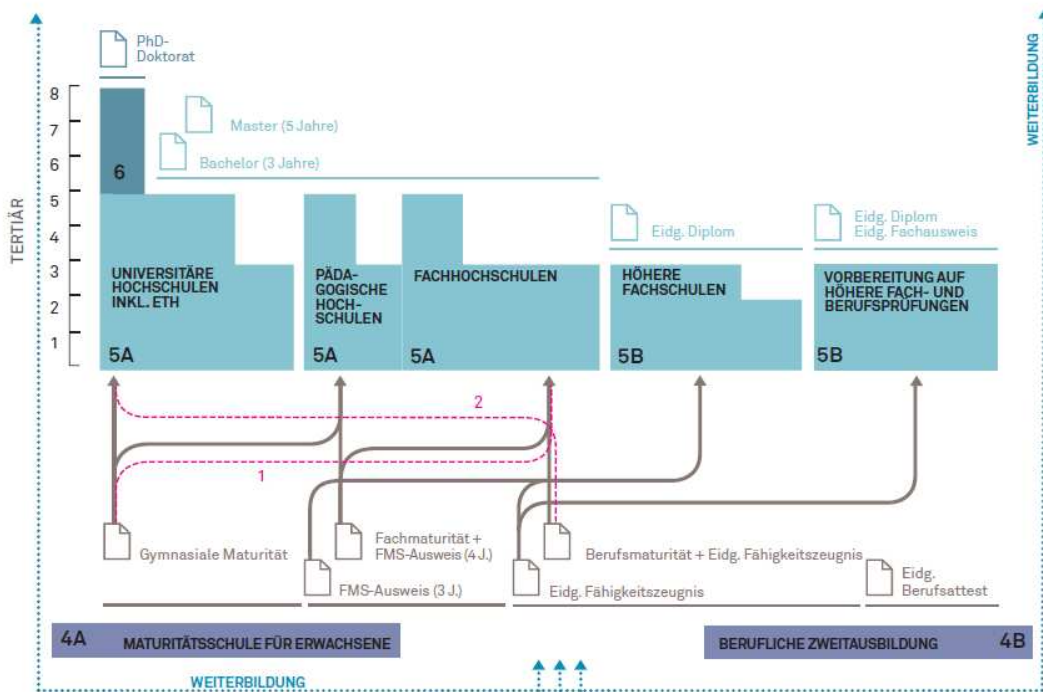 PhD-
Doktorat
WEITERBILDUNG
TERTIÄR
8
7
6
5
4
3
2
1
Master (5 Jahre)
Bachelor (3 Jahre)
6
Eidg. Diplom
Eidg. Diplom
Eidg. Fachausweis
UNIVERSITÄRE
HOCHSCHULEN
INKL. ETH
5A
PÄDA-
GOGISCHE
HOCH-
SCHULEN
5A
FACHHOCHSCHULEN
5A
HÖHERE
FACHSCHULEN
5B
VORBEREITUNG AUF
HÖHERE FACH- UND
BERUFSPRÜFUNGEN
5B
2
1
Gymnasiale Maturität
Fachmaturität +
FMS-Ausweis (4 J.)
Berufsmaturität + Eidg. Fähigkeitszeugnis
FMS-Ausweis (3 J.)
Eidg. Fähigkeitszeugnis
Eidg.
Berufsattest
4A MATURITÄTSSCHULE FÜR ERWACHSENE
BERUFLICHE ZWEITAUSBILDUNG 4B
WEITERBILDUNG